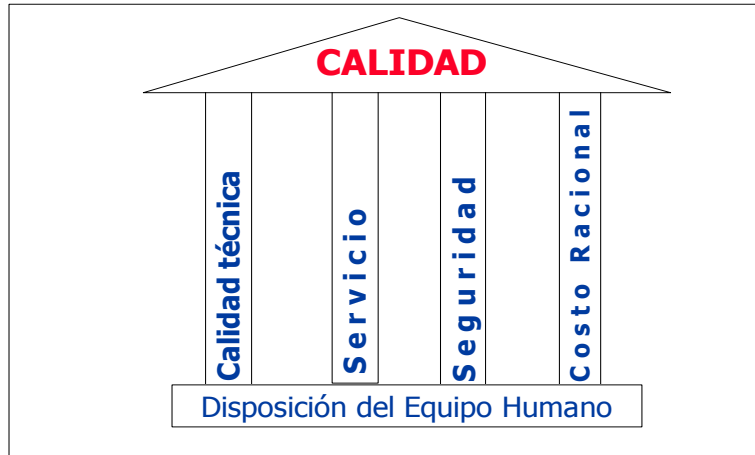 CALIDAD
Calidad técnica
Servicio
Seguridad
Costo Racional
Disposición del Equipo Humano